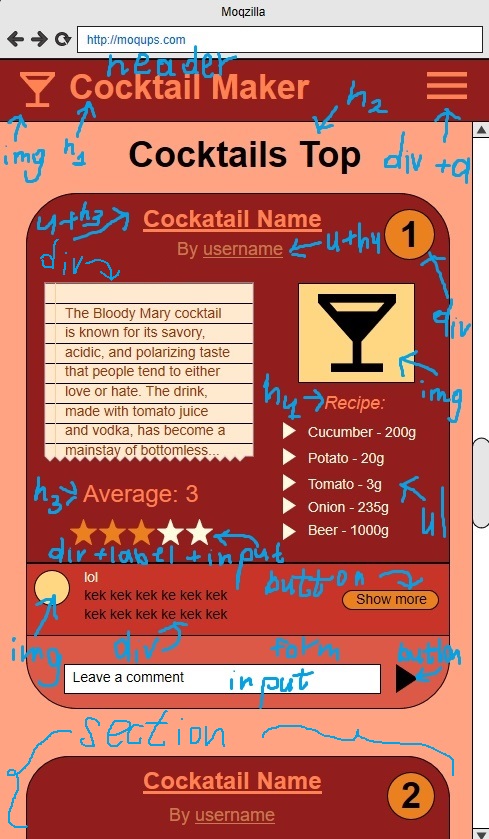 Moqzilla
http://moqups.com
header
Cocktail Maker
img
h1
h2
div + a
Cocktails Top
u+h3
Cockatail Name
1
By username
u+h4
div
div
The Bloody Mary cocktail
is known for its savory,
acidic, and polarizing taste
that people tend to either
love or hate. The drink,
made with tomato juice
and vodka, has become a
mainstay of bottomless...
img
h4
Recipe:
Cucumber - 200g
Potato - 20g
Tomato - 3g
Onion - 235g
Beer - 1000g
ul
h3
Average: 3
div+label+input
lol
kek kek kek ke kek kek
kek kek kek ke kek kek
button
Show more
img
div
form
button
Leave a comment
input
section
Cockatail Name
2
By username